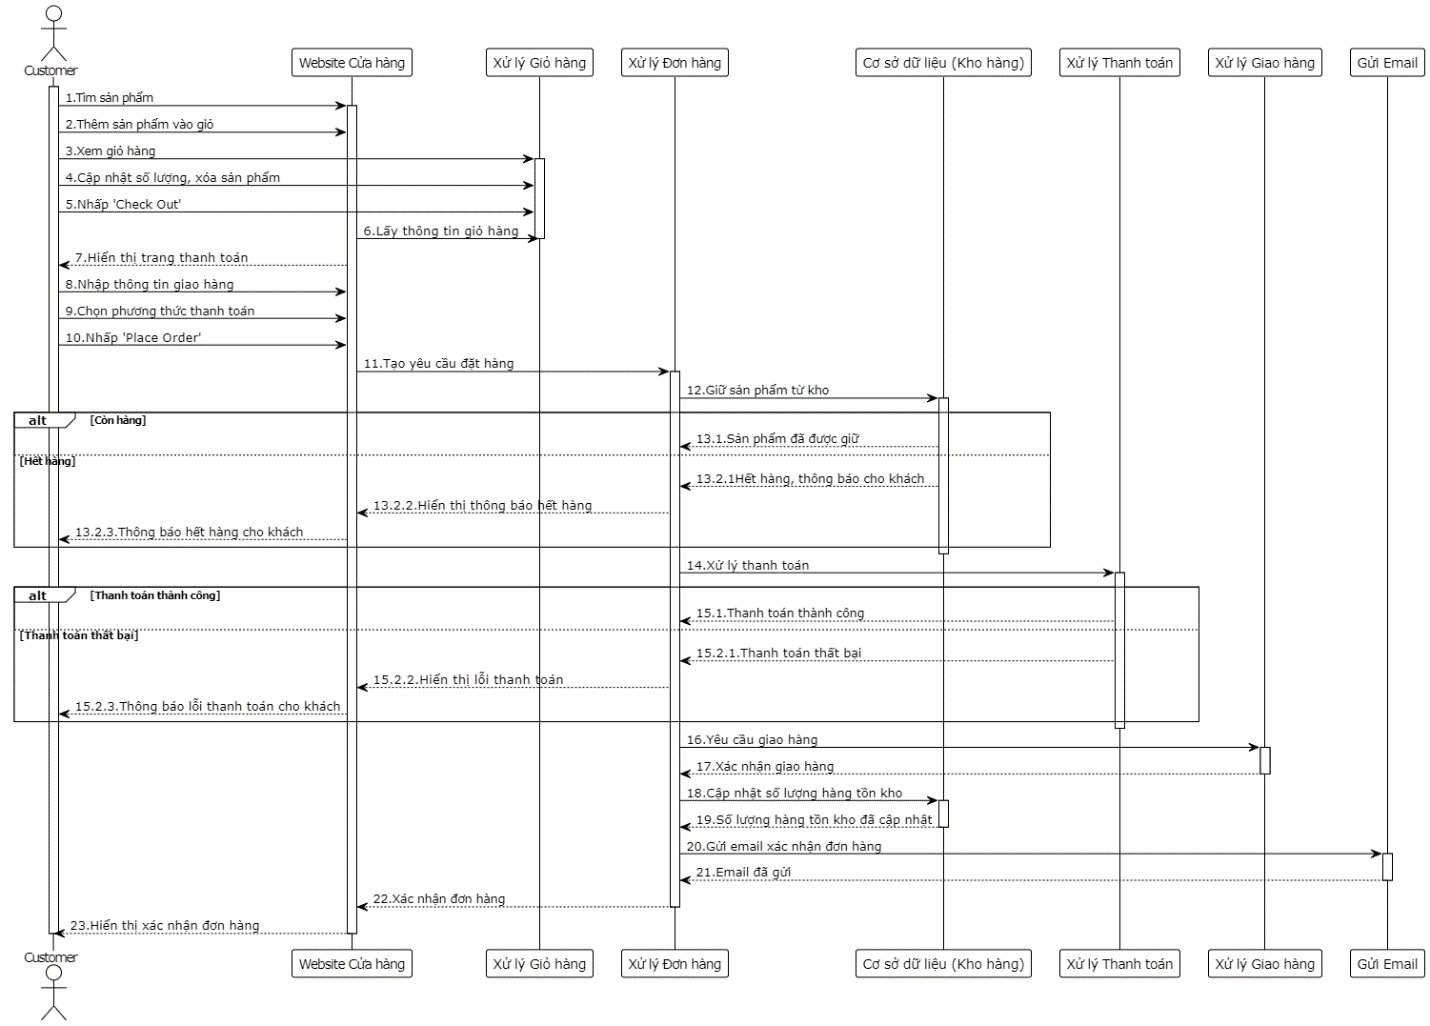 Customer
Website Cửa hàng
Xử lý Giỏ hàng
Xử lý Đơn hàng
Cơ sở dữ liệu (Kho hàng)
Xử lý Thanh toán
Xử lý Giao hàng
Gửi Email
1.Tìm sản phẩm
2.Thêm sản phẩm vào giỏ
3.Xem giỏ hàng
4.Cập nhật số lượng, xóa sản phẩm
5.Nhấp 'Check Out'
6.Lấy thông tin giỏ hàng
7.Hiển thị trang thanh toán
8.Nhập thông tin giao hàng
9.Chọn phương thức thanh toán
10.Nhấp 'Place Order'
11.Tạo yêu cầu đặt hàng
12.Giữ sản phẩm từ kho
alt [Còn hàng]
13.1.Sản phẩm đã được giữ
[Hết hàng]
13.2.1Hết hàng, thông báo cho khách
13.2.2.Hiển thị thông báo hết hàng
13.2.3.Thông báo hết hàng cho khách
14.Xử lý thanh toán
alt [Thanh toán thành công]
15.1.Thanh toán thành công
[Thanh toán thất bại]
15.2.1.Thanh toán thất bại
15.2.2.Hiển thị lỗi thanh toán
15.2.3.Thông báo lỗi thanh toán cho khách
16.Yêu cầu giao hàng
17.Xác nhận giao hàng
18.Cập nhật số lượng hàng tồn kho
19.Số lượng hàng tồn kho đã cập nhật
20.Gửi email xác nhận đơn hàng
21.Email đã gửi
22.Xác nhận đơn hàng
23.Hiển thị xác nhận đơn hàng
Customer
Website Cửa hàng
Xử lý Giỏ hàng
Xử lý Đơn hàng
Cơ sở dữ liệu (Kho hàng)
Xử lý Thanh toán
Xử lý Giao hàng
Gửi Email